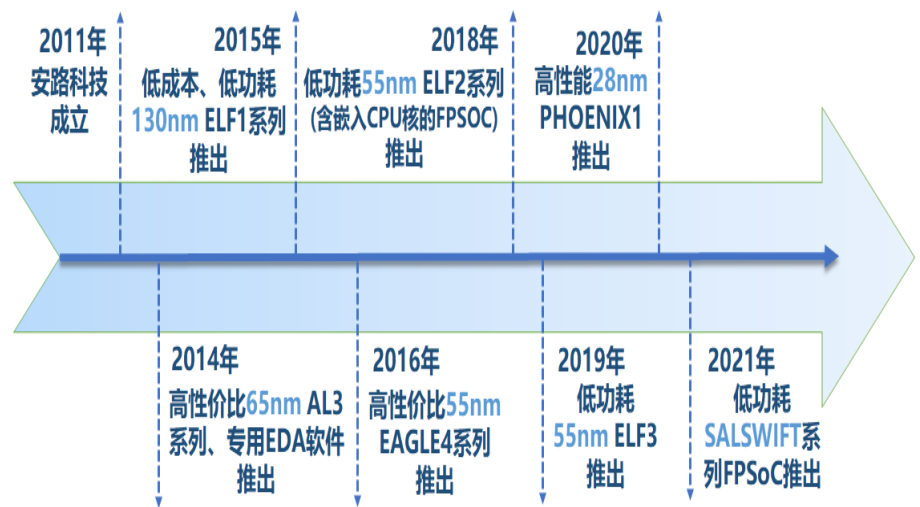 2011年
安路科技
成立
2015年
低成本、低功耗
130nm ELF1系列
推出
2018年
低功耗55nm ELF2系列
(含嵌入CPU核的FPSOC)
推出
2020年
高性能28nm
PHOENIX1
推出
2014年
高性价比65nm AL3
系列、专用EDA软件
推出
2016年
高性价比55nm
EAGLE4系列
推出
2019年
低功耗
55nm ELF3
推出
2021年
低功耗
SALSWIFT系
列FPSoC推出